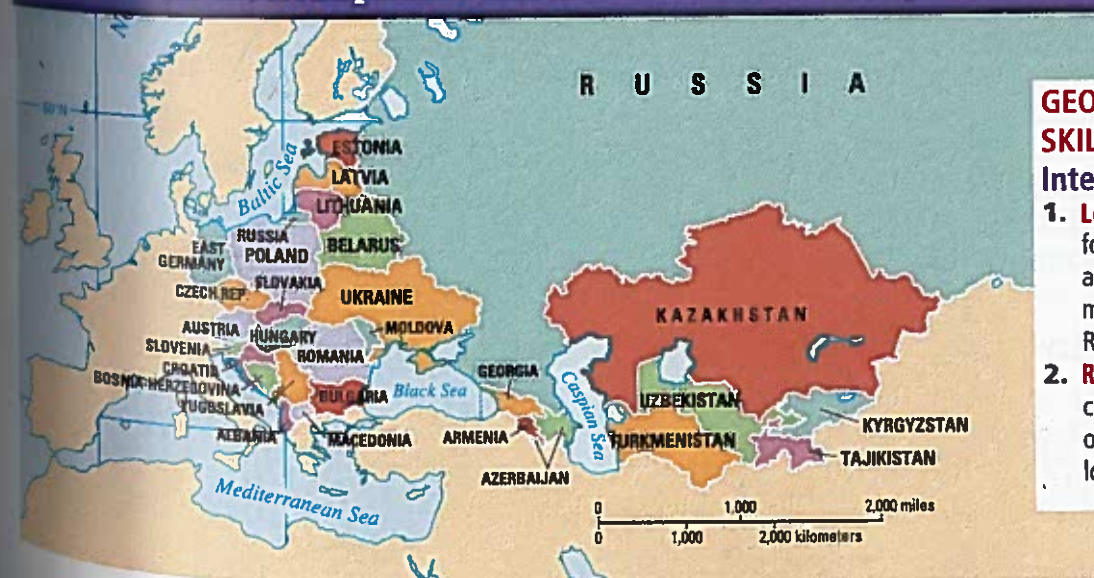 60°N
R U S S I A
ESTONIA
LATVIA
Baltic Sea
LITHUANIA
RUSSIA
BELARUS
EAST
GERMANY
POLAND
SLOVAKIA
CZECH REP.
UKRAINE
AUSTRIA
HUNGARY
MOLDOVA
SLOVENIA
ROMANIA
CROATIA
BOSNIA-HERZEGOVINA
YUGOSLAVIA
BULGARIA
Black Sea
GEORGIA
ALBANIA
MACEDONIA
ARMENIA
AZERBAIJAN
Caspian Sea
KAZAKHSTAN
UZBEKISTAN
TURKMENISTAN
KYRGYZSTAN
TAJIKISTAN
Mediterranean Sea
0 1,000 2,000 miles
0 1,000 2,000 kilometers
GEO
SKIL
Inte
1. L
fo
a
m
R
2. R
c
o
lo